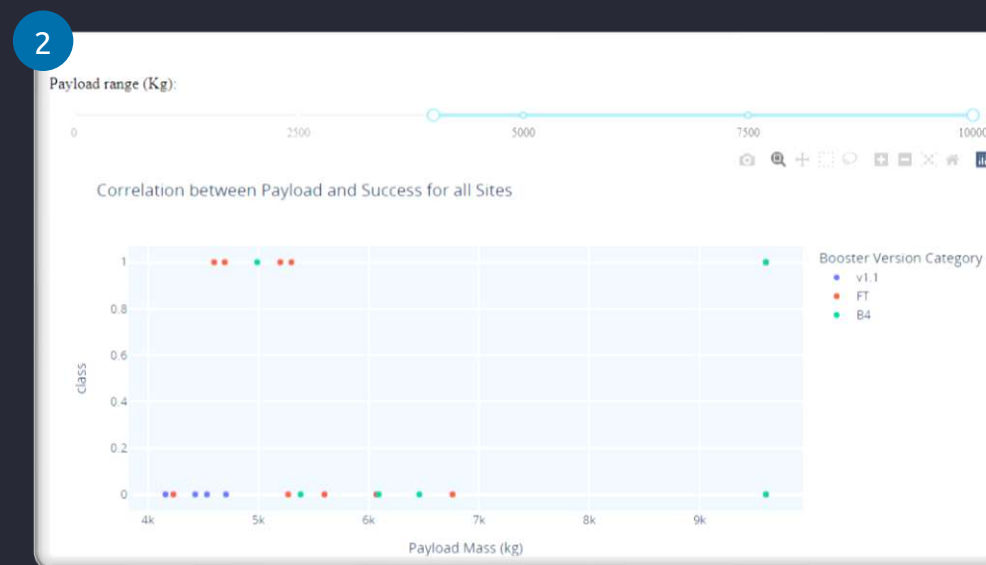 2
Payload range (Kg):
0 2500 5000 7500 10000
Correlation between Payload and Success for all Sites
Booster Version Category
v1.1
FT
B4
class
1
0.8
0.6
0.4
0.2
0
4k 5k 6k 7k 8k 9k
Payload Mass (kg)